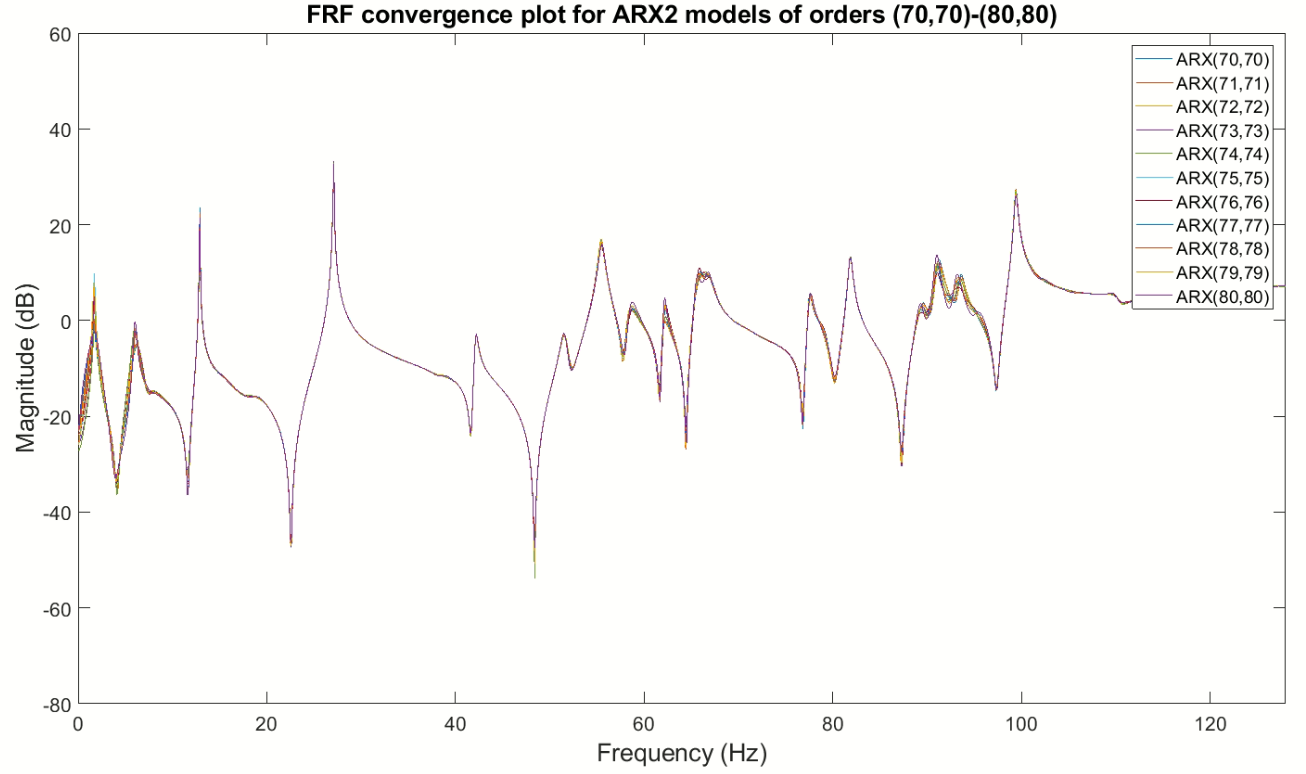 FRF convergence plot for ARX2 models of orders (70,70)-(80,80)
60
40
20
0
-20
-40
-60
-80
Magnitude (dB)
0
20
40
60
80
100
120
Frequency (Hz)
ARX(70,70)
ARX(71,71)
ARX(72,72)
ARX(73,73)
ARX(74,74)
ARX(75,75)
ARX(76,76)
ARX(77,77)
ARX(78,78)
ARX(79,79)
ARX(80,80)